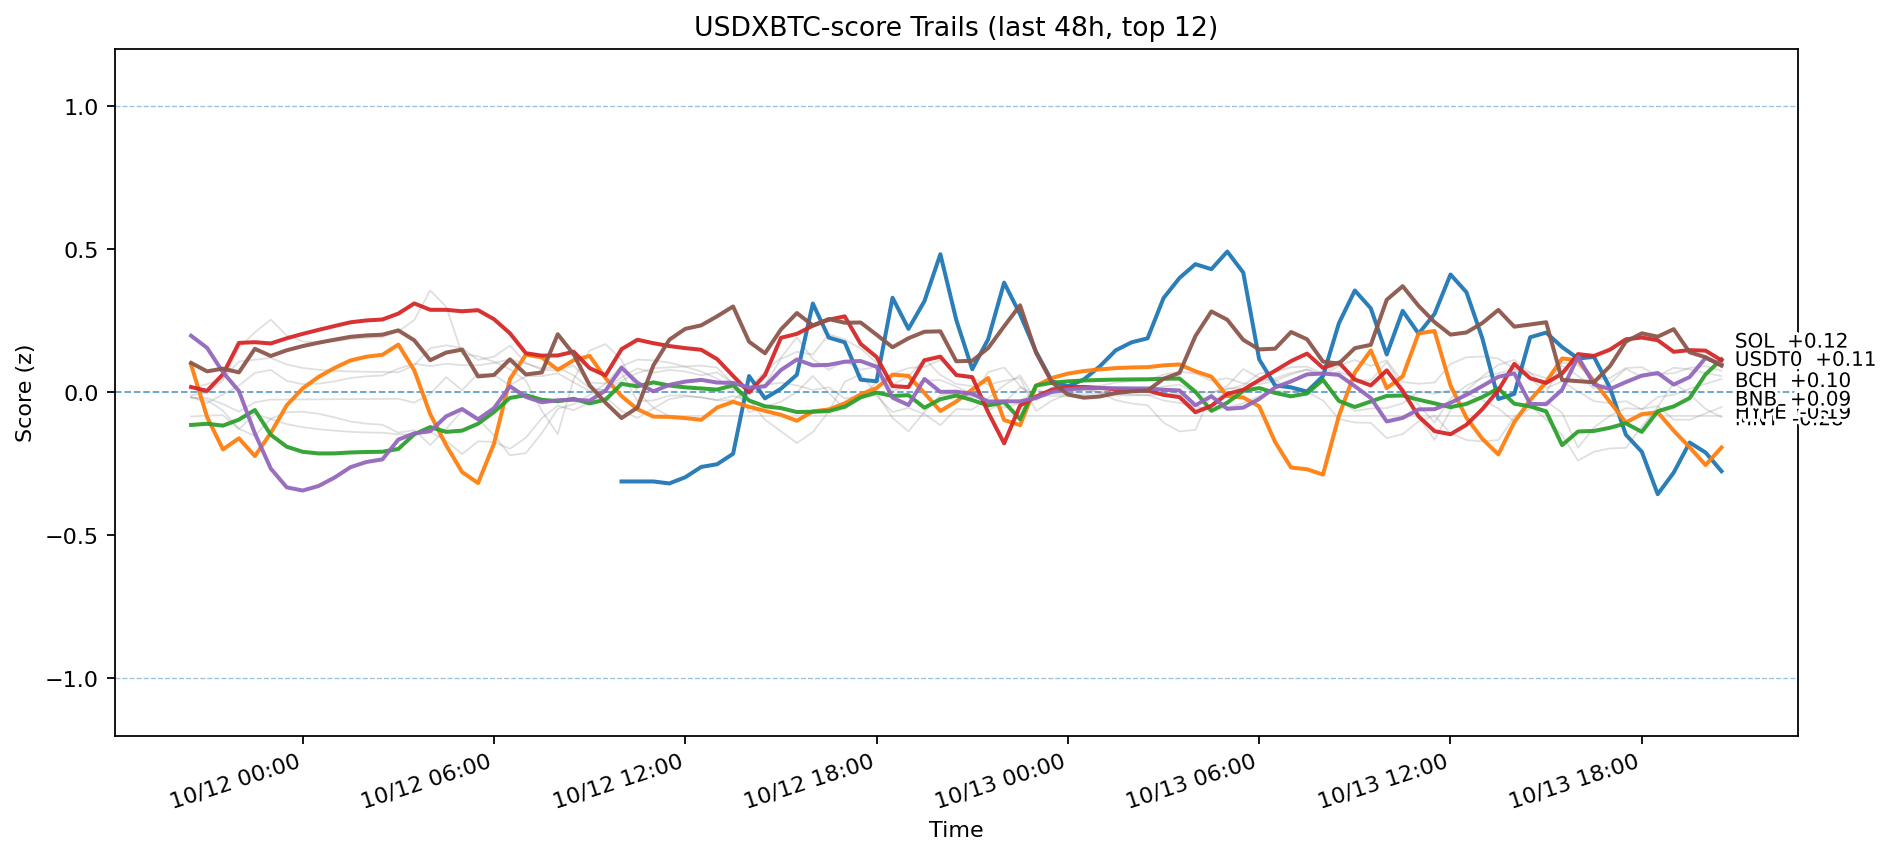 USDXBTC-score Trails (last 48h, top 12)
Score (z)
1.0
0.5
0.0
−0.5
−1.0
SOL +0.12
USDT0 +0.11
BCH +0.10
BNB +0.09
HYPE -0.19
10/12 00:00
10/12 06:00
10/12 12:00
10/12 18:00
10/13 00:00
10/13 06:00
10/13 12:00
10/13 18:00
Time